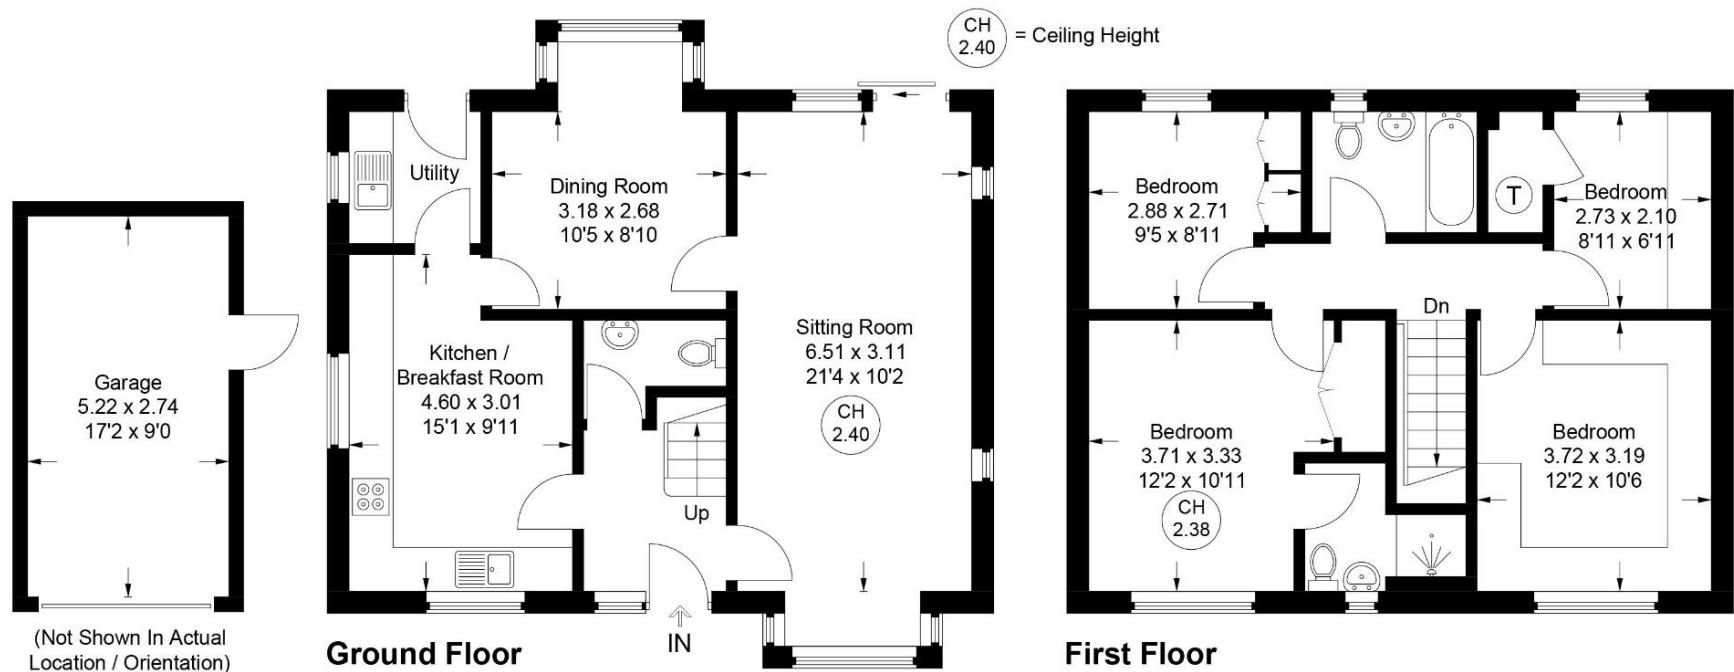 CH
2.40
= Ceiling Height
Utility
Dining Room
3.18 x 2.68
10'5 x 8'10
Kitchen /
Breakfast Room
4.60 x 3.01
15'1 x 9'11
Sitting Room
6.51 x 3.11
21'4 x 10'2
CH
2.40
Up
IN
Garage
5.22 x 2.74
17'2 x 9'0
(Not Shown In Actual
Location / Orientation)
Ground Floor
Bedroom
2.88 x 2.71
9'5 x 8'11
T
Bedroom
2.73 x 2.10
8'11 x 6'11
Dn
Bedroom
3.71 x 3.33
12'2 x 10'11
CH
2.38
Bedroom
3.72 x 3.19
12'2 x 10'6
First Floor